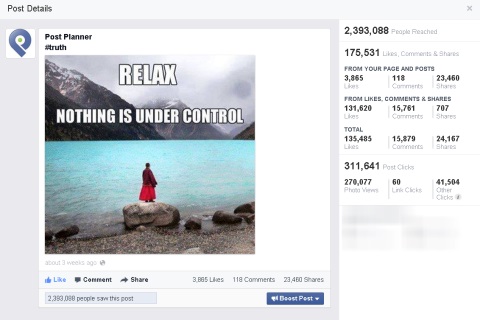 Post Details
×
Post Planner
#truth
RELAX
NOTHING IS UNDER CONTROL
about 3 weeks ago
Like Comment Share 3,865 Likes 118 Comments 23,460 Shares
2,393,088 people saw this post Boost Post
2,393,088 People Reached
175,531 Likes, Comments & Shares
FROM YOUR PAGE AND POSTS
3,865 118 23,460
Likes Comments Shares
FROM LIKES, COMMENTS & SHARES
131,620 15,761 707
Likes Comments Shares
TOTAL
135,485 15,879 24,167
Likes Comments Shares
311,641 Post Clicks
270,077 60 41,504
Photo Views Link Clicks Other
Clicks